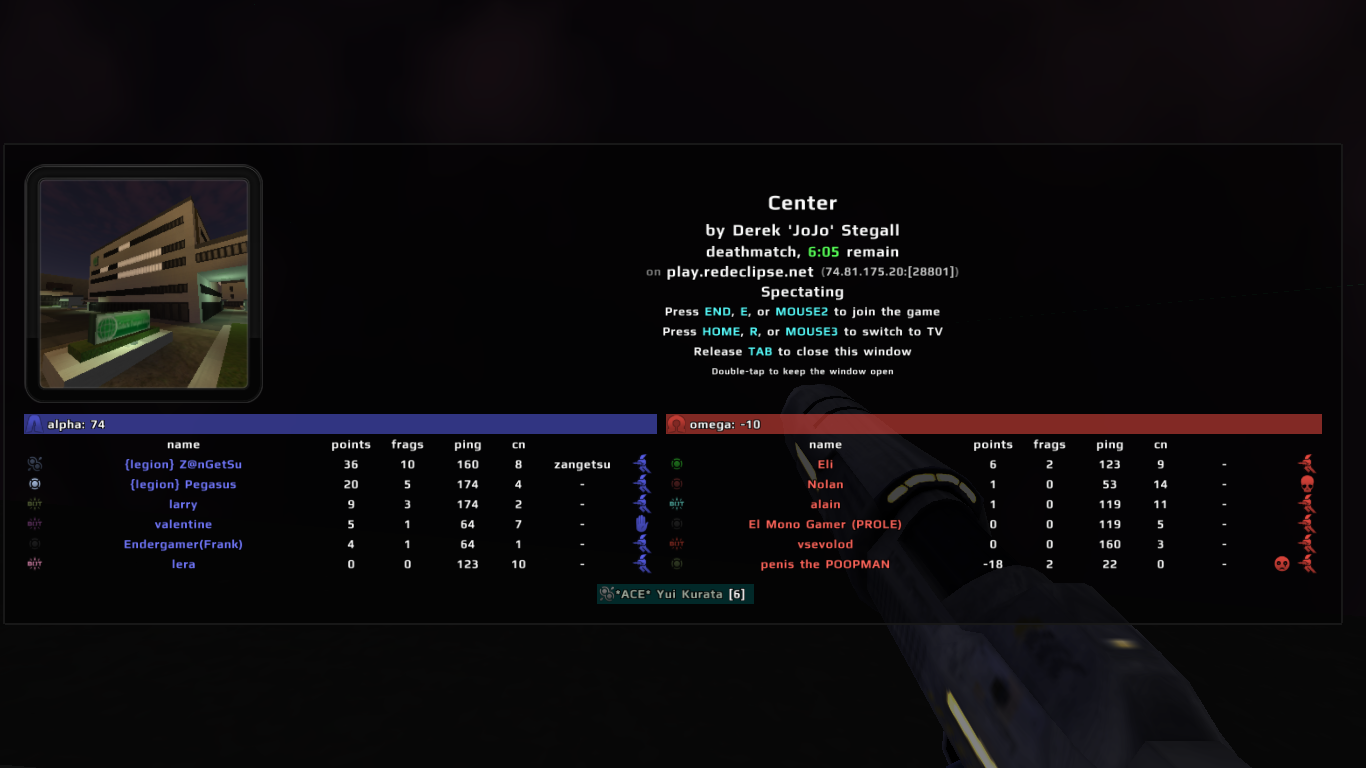 Center
by Derek 'JoJo' Stegall
deathmatch, 6:05 remain
on play.redeclipse.net (74.81.175.20:[28801])
Spectating
Press END, E, or MOUSE2 to join the game
Press HOME, R, or MOUSE3 to switch to TV
Release TAB to close this window
Double-tap to keep the window open
alpha: 74
name points frags ping cn
{legion} Z@nGetSu 36 10 160 8 zangetsu
{legion} Pegasus 20 5 174 4 -
BOT larry 9 3 174 2 -
BOT valentine 5 1 64 7 -
Endergamer(Frank) 4 1 64 1 -
BOT lera 0 0 123 10 -
omega: -10
name points frags ping cn
Eli 6 2 123 9 -
Nolan 1 0 53 14 -
BOT alain 1 0 119 11 -
El Mono Gamer (PROLE) 0 0 119 5 -
BOT vsevolod 0 0 160 3 -
penis the POOPMAN -18 2 22 0 -
*ACE* Yui Kurata [6]